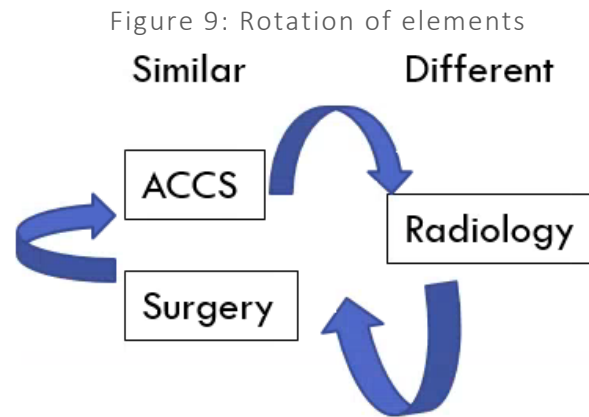 Figure 9: Rotation of elements
Similar Different
ACCS
Radiology
Surgery